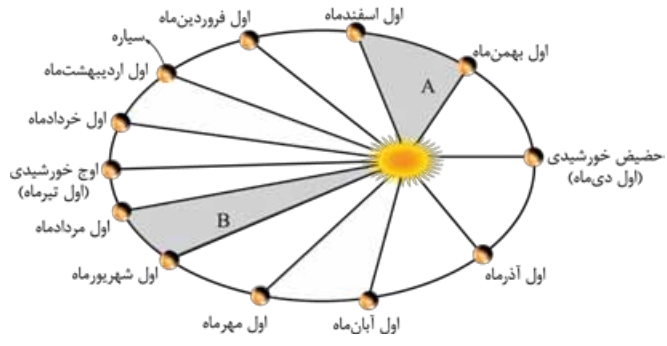 اول اسفندماه
اول فروردین‌ماه
سیاره
اول بهمن‌ماه
اول اردیبهشت‌ماه
A
اول خردادماه
حضیض خورشیدی
(اول دی‌ماه)
اوج خورشیدی
(اول تیرماه)
B
اول مردادماه
اول شهریورماه
اول آذرماه
اول مهرماه
اول آبان‌ماه